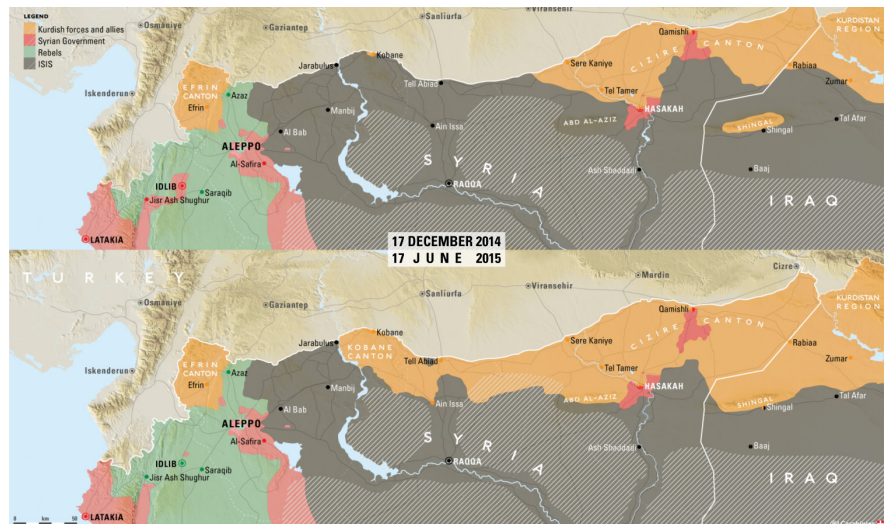 LEGEND
Kurdish forces and allies
Syrian Government
Rebels
ISIS
Osmaniye
Gaziantep
Sanliurfa
Viransehir
KURDISTAN
REGION
Qamishli
CIZIRE CANTON
Kobane
Jarabulus
Sere Kaniye
Rabiaa
Iskenderun
EFRIN
CANTON
Azaz
Tell Abiad
Tel Tamer
Zumar
Efrin
Manbij
HASAKAH
Al Bab
Ain Issa
ABD AL-AZIZ
SHINGAL
Tal Afar
Shingal
ALEPPO
Al-Safira
SYRIA
Ash Shaddadi
Baaj
IDLIB
Saraqib
RAQQA
Jisr Ash Shughur
IRAQ
LATAKIA
17 DECEMBER 2014
17 JUNE 2015
TURKEY
Cizre
Mardin
Osmaniye
Gaziantep
Sanliurfa
Viransehir
KURDISTAN
REGION
Qamishli
CIZIRE CANTON
Kobane
Jarabulus
KOBANE
CANTON
Sere Kaniye
Rabiaa
Iskenderun
EFRIN
CANTON
Azaz
Tell Abiad
Tel Tamer
Zumar
Efrin
Manbij
HASAKAH
Al Bab
Ain Issa
ABD AL-AZIZ
SHINGAL
Tal Afar
Shingal
ALEPPO
Al-Safira
SYRIA
Ash Shaddadi
Baaj
IDLIB
Saraqib
RAQQA
Jisr Ash Shughur
IRAQ
LATAKIA
0 50